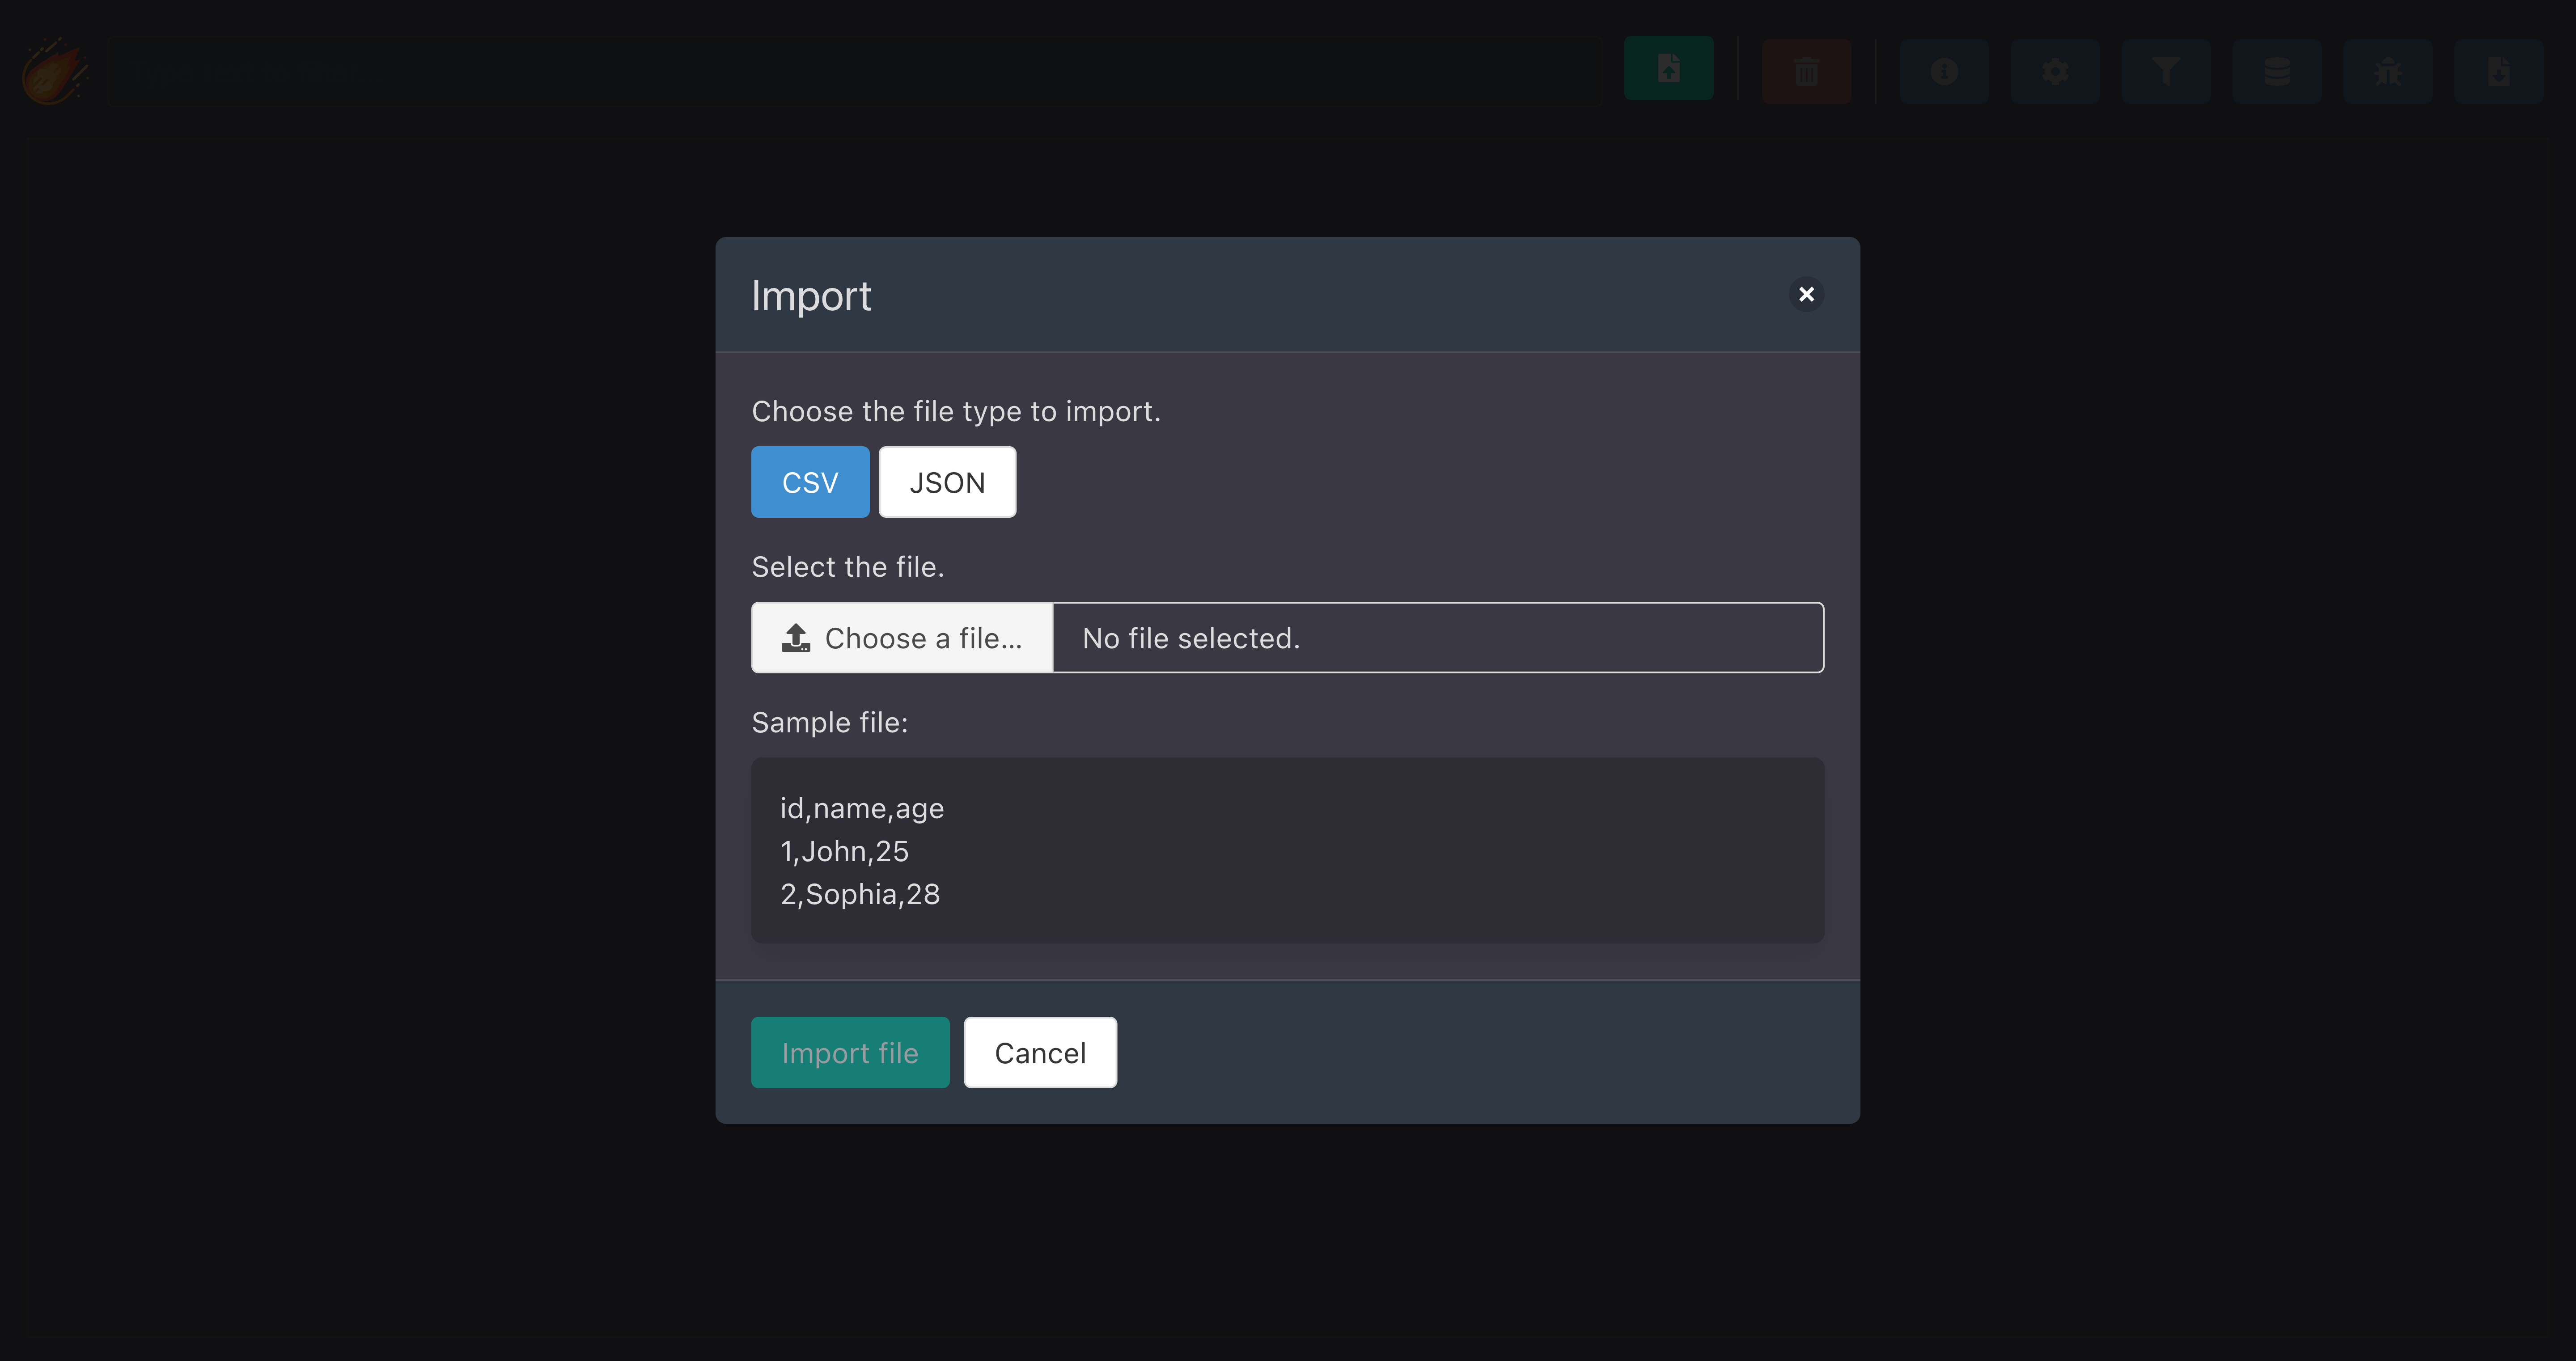 Import
Choose the file type to import.
CSV JSON
Select the file.
Choose a file... No file selected.
Sample file:
id,name,age
1,John,25
2,Sophia,28
Import file Cancel